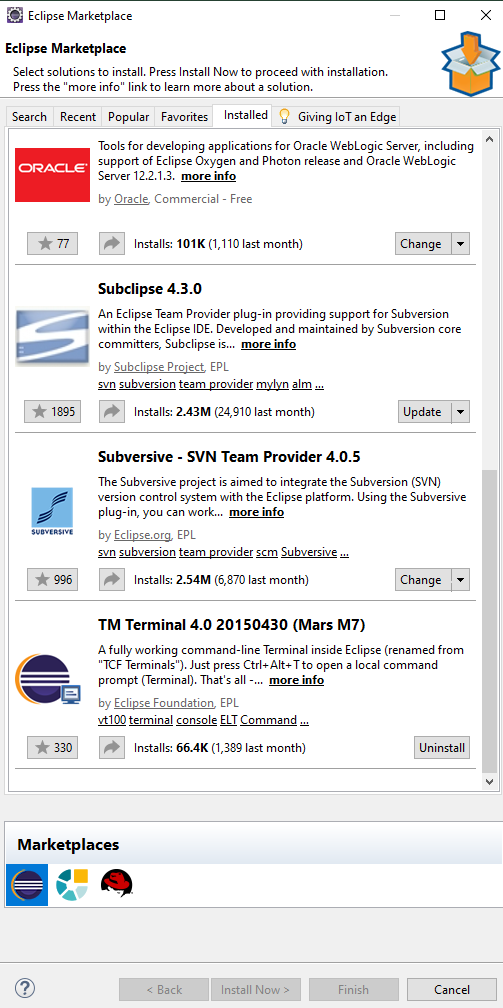 Eclipse Marketplace
Eclipse Marketplace
Select solutions to install. Press Install Now to proceed with installation.
Press the "more info" link to learn more about a solution.
Search Recent Popular Favorites Installed Giving IoT an Edge
Tools for developing applications for Oracle WebLogic Server, including
support of Eclipse Oxygen and Photon release and Oracle WebLogic
Server 12.2.1.3. more info
ORACLE
by Oracle, Commercial - Free
77 Installs: 101K (1,110 last month) Change
Subclipse 4.3.0
An Eclipse Team Provider plug-in providing support for Subversion
within the Eclipse IDE. Developed and maintained by Subversion core
committers, Subclipse is... more info
by Subclipse Project, EPL
svn subversion team provider mylyn alm ...
1895 Installs: 2.43M (24,910 last month) Update
Subversive - SVN Team Provider 4.0.5
The Subversive project is aimed to integrate the Subversion (SVN)
version control system with the Eclipse platform. Using the Subversive
plug-in, you can work... more info
SUBVERSIVE
by Eclipse.org, EPL
svn subversion team provider scm Subversive ...
996 Installs: 2.54M (6,870 last month) Change
TM Terminal 4.0 20150430 (Mars M7)
A fully working command-line Terminal inside Eclipse (renamed from
"TCF Terminals"). Just press Ctrl+Alt+T to open a local command
prompt (Terminal). That's all -... more info
by Eclipse Foundation, EPL
vt100 terminal console ELT Command ...
330 Installs: 66.4K (1,389 last month) Uninstall
Marketplaces
? < Back Install Now > Finish Cancel